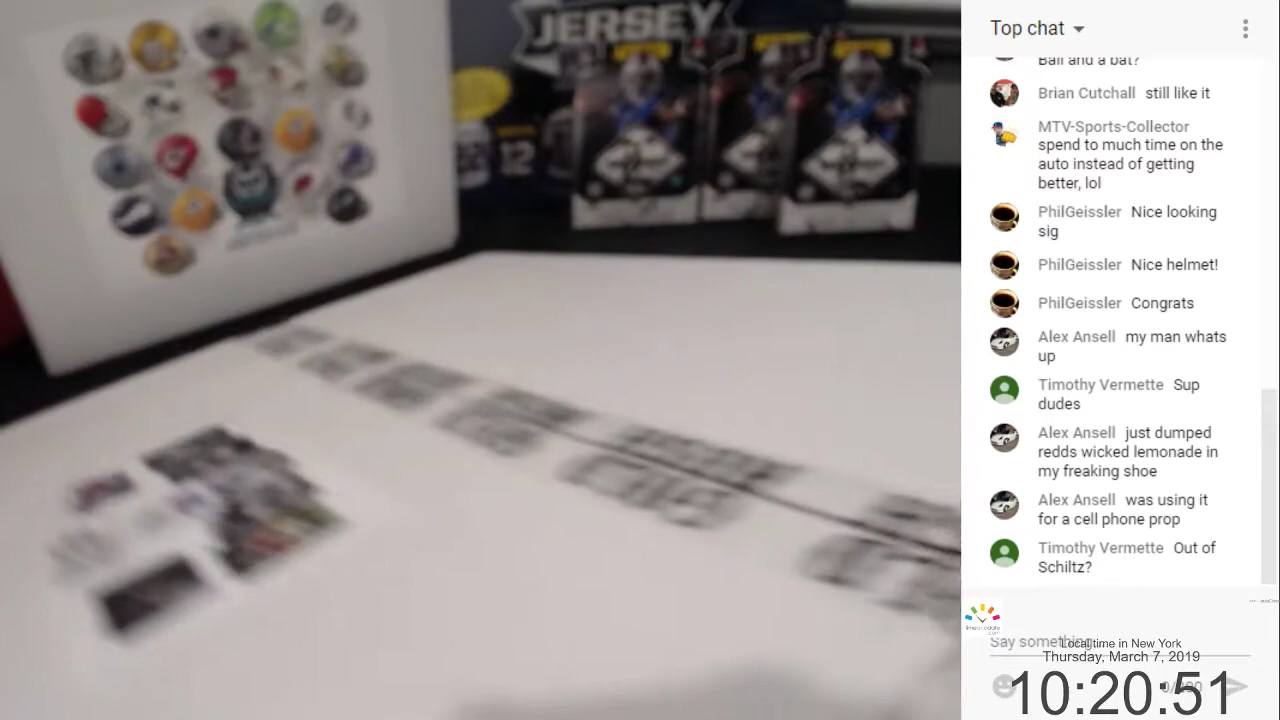 JERSEY
12
Top chat
Ball and a bat?
Brian Cutchall still like it
MTV-Sports-Collector
spend to much time on the
auto instead of getting
better, lol
PhilGeissler Nice looking
sig
PhilGeissler Nice helmet!
PhilGeissler Congrats
Alex Ansell my man whats
up
Timothy Vermette Sup
dudes
Alex Ansell just dumped
redds wicked lemonade in
my freaking shoe
Alex Ansell was using it
for a cell phone prop
Timothy Vermette Out of
Schiltz?
Say something...
Local time in New York
Thursday, March 7, 2019
10:20:51